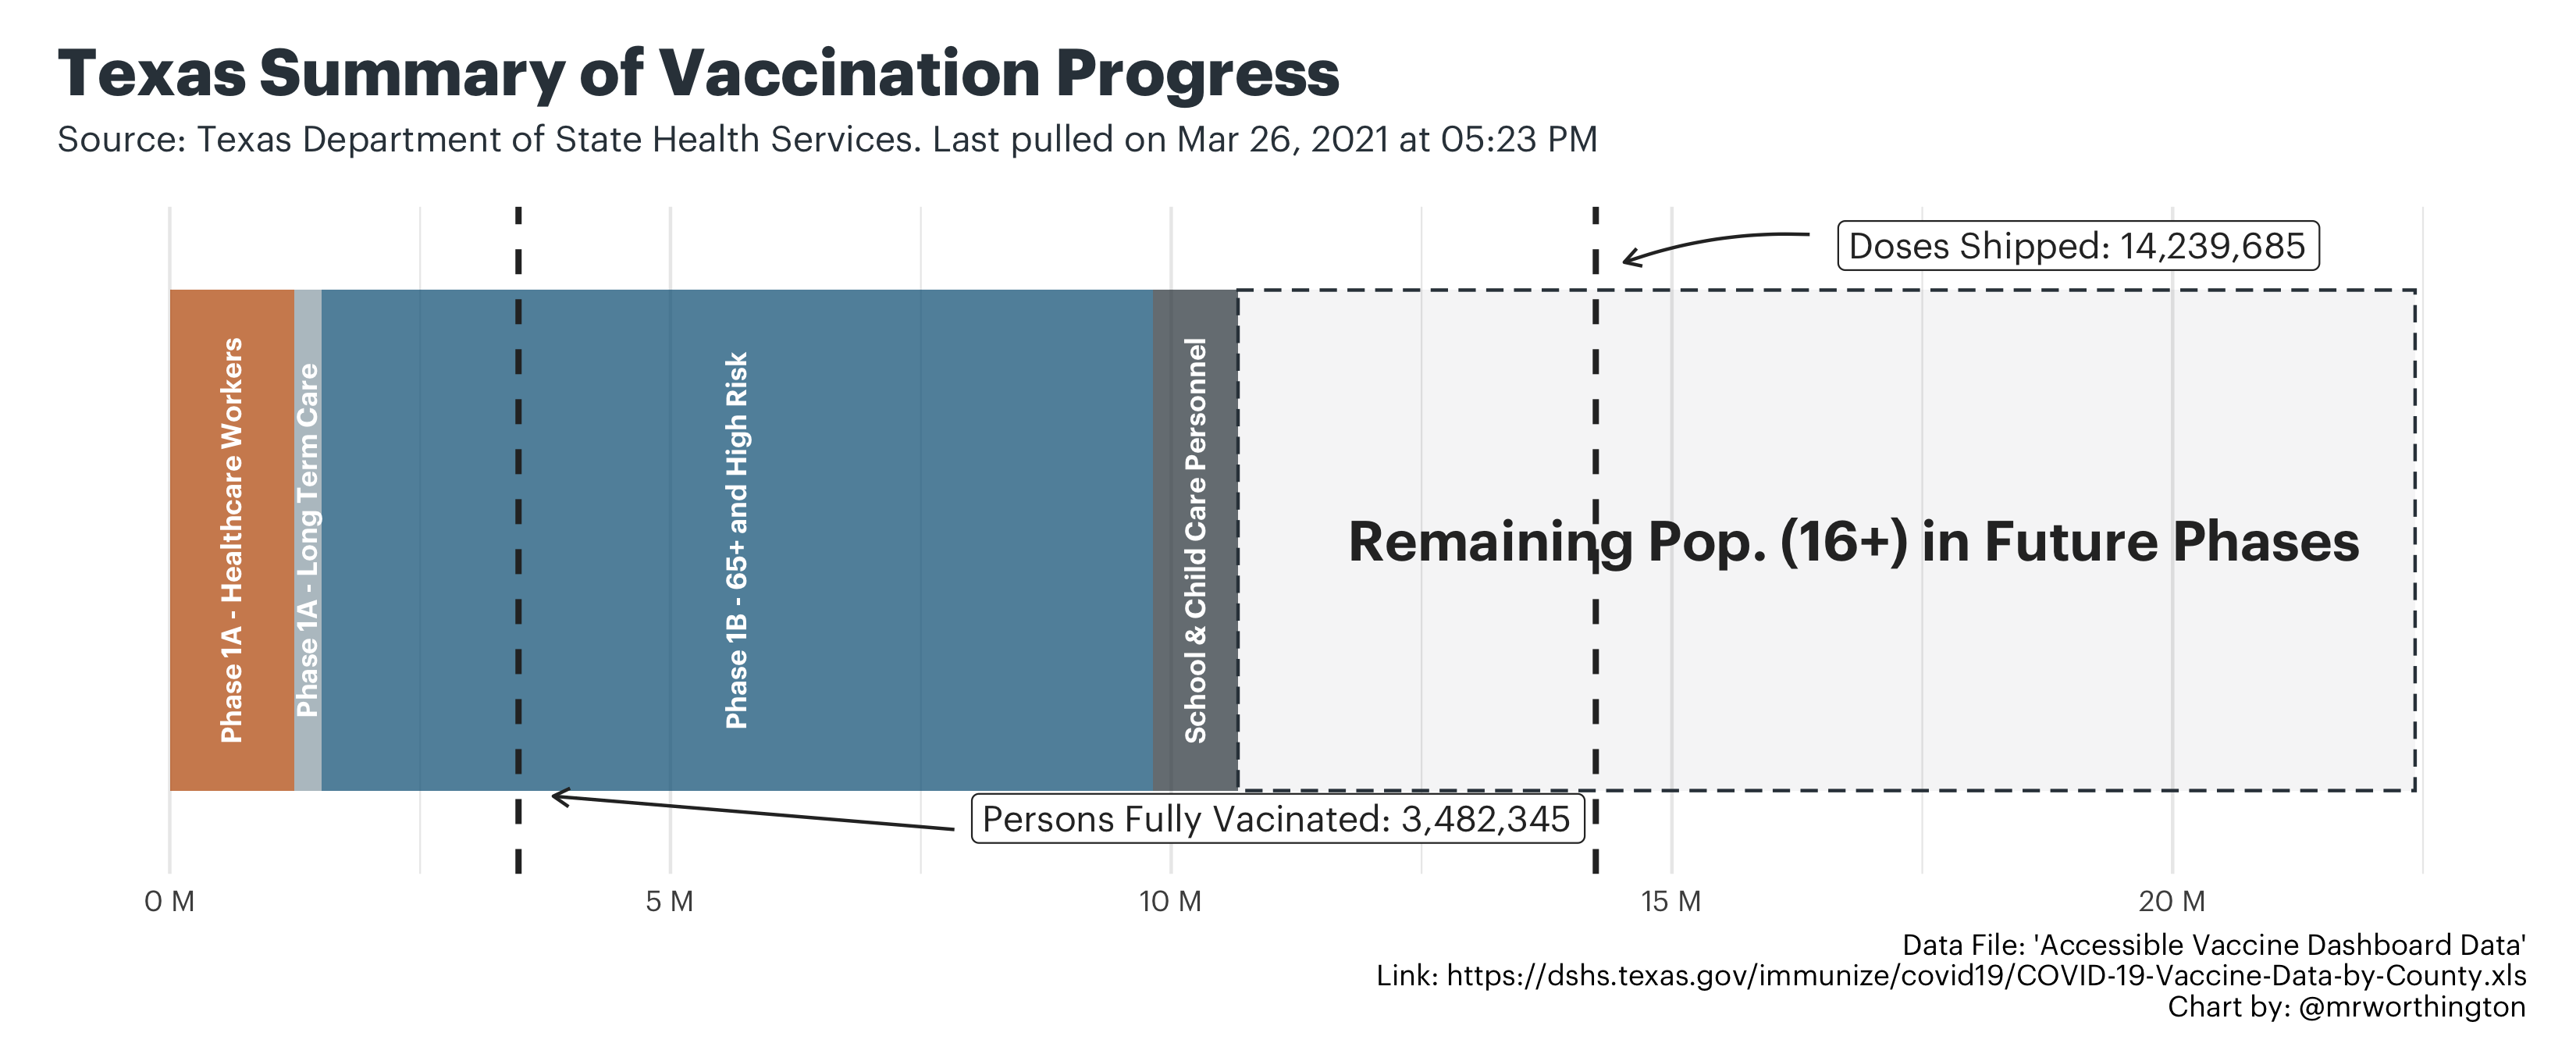 Texas Summary of Vaccination Progress
Source: Texas Department of State Health Services. Last pulled on Mar 26, 2021 at 05:23 PM
Doses Shipped: 14,239,685
Phase 1A - Healthcare Workers
Phase 1A - Long Term Care
Phase 1B - 65+ and High Risk
School & Child Care Personnel
Remaining Pop. (16+) in Future Phases
Persons Fully Vacinated: 3,482,345
0 M
5 M
10 M
15 M
20 M
Data File: 'Accessible Vaccine Dashboard Data'
Link: https://dshs.texas.gov/immunize/covid19/COVID-19-Vaccine-Data-by-County.xls
Chart by: @mrworthington